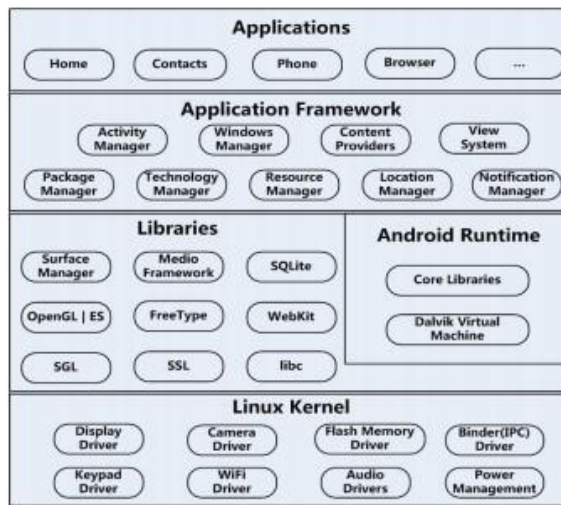 Applications
Home
Contacts
Phone
Browser
...
Application Framework
Activity
Manager
Windows
Manager
Content
Providers
View
System
Package
Manager
Technology
Manager
Resource
Manager
Location
Manager
Notification
Manager
Libraries
Surface
Manager
Medio
Framework
SQLite
OpenGL | ES
FreeType
WebKit
SGL
SSL
libc
Android Runtime
Core Libraries
Dalvik Virtual
Machine
Linux Kernel
Display
Driver
Camera
Driver
Flash Memory
Driver
Binder(IPC)
Driver
Keypad
Driver
WiFi
Driver
Audio
Drivers
Power
Management